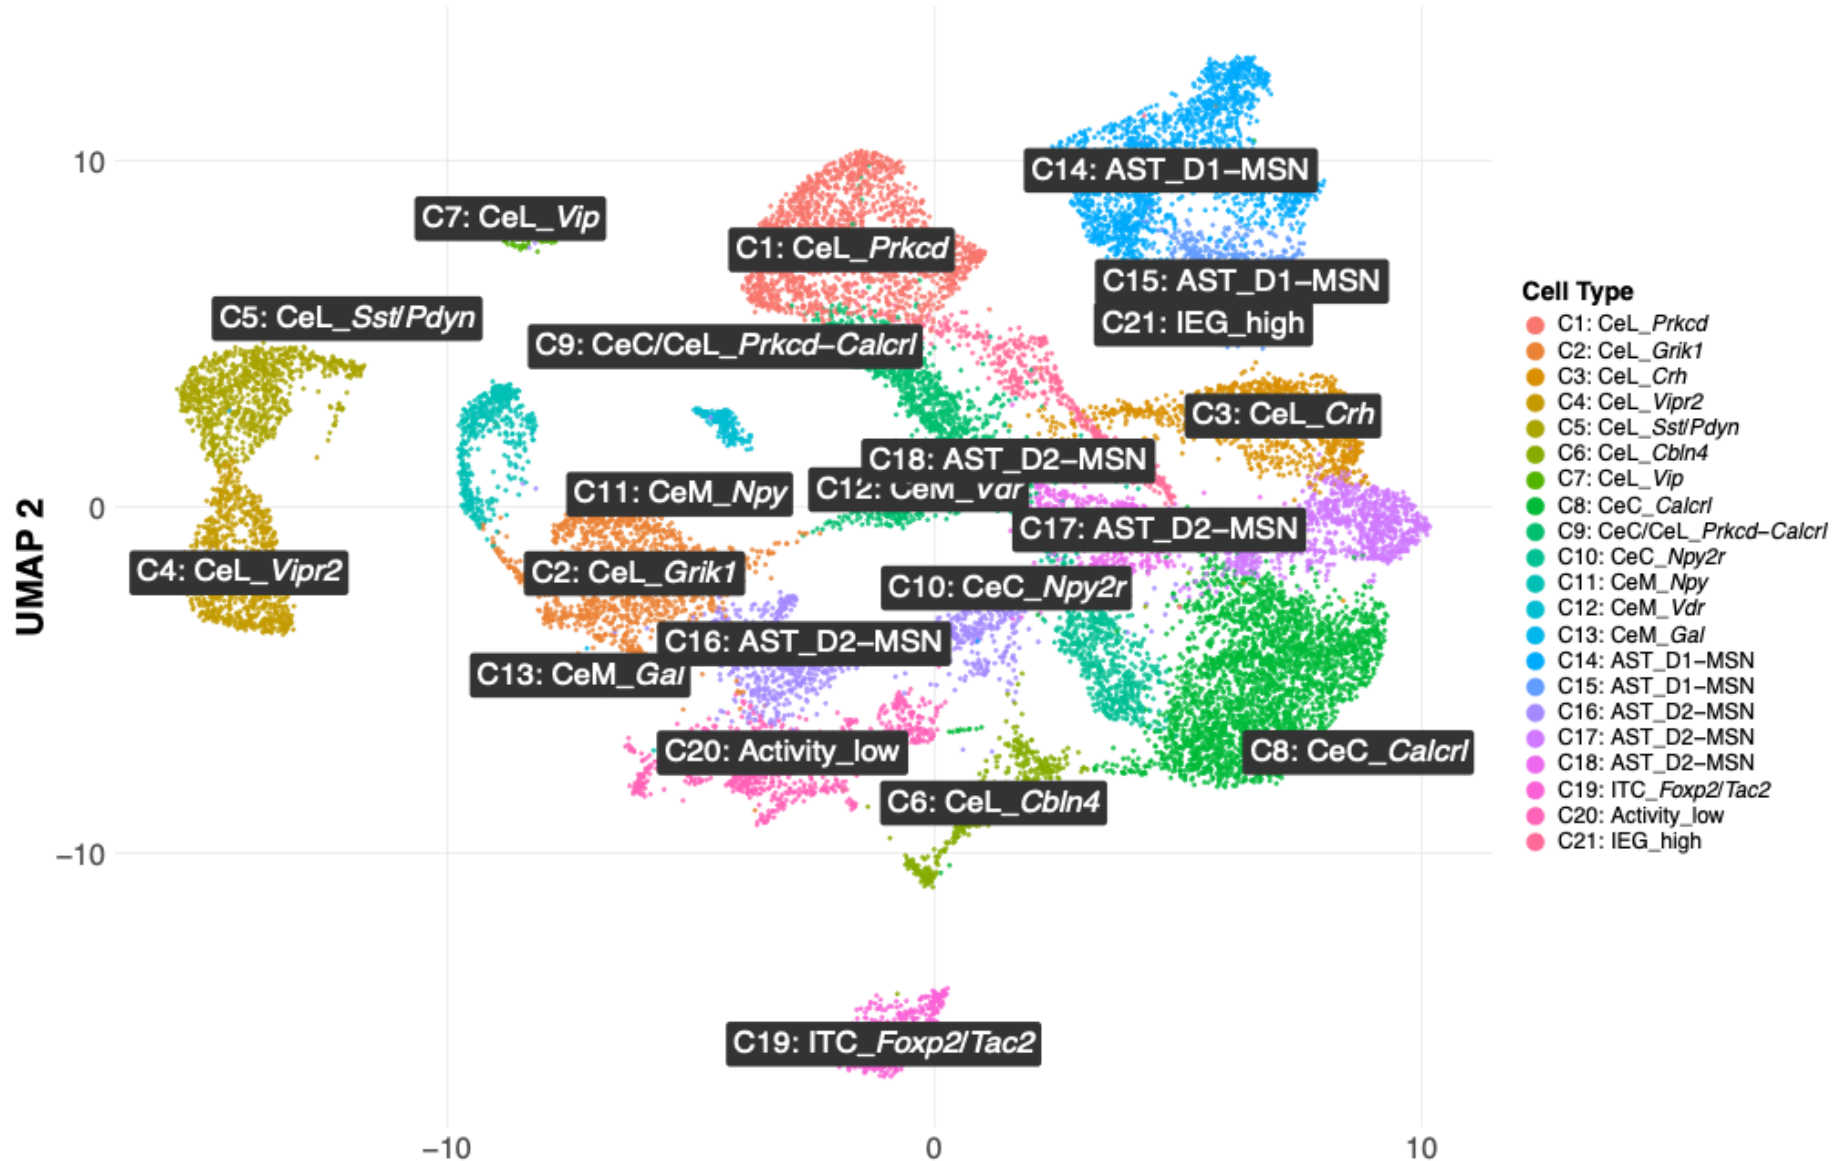 10
0
−10
UMAP 2
−10
0
10
C14: AST_D1−MSN
C7: CeL_Vip
C1: CeL_Prkcd
C15: AST_D1−MSN
C5: CeL_Sst/Pdyn
C21: IEG_high
C9: CeC/CeL_Prkcd−Calcrl
C3: CeL_Crh
C18: AST_D2−MSN
C11: CeM_Npy
C12: CeM_Vdr
C17: AST_D2−MSN
C4: CeL_Vipr2
C2: CeL_Grik1
C10: CeC_Npy2r
C16: AST_D2−MSN
C13: CeM_Gal
C20: Activity_low
C8: CeC_Calcrl
C6: CeL_Cbln4
C19: ITC_Foxp2/Tac2
Cell Type
C1: CeL_Prkcd
C2: CeL_Grik1
C3: CeL_Crh
C4: CeL_Vipr2
C5: CeL_Sst/Pdyn
C6: CeL_Cbln4
C7: CeL_Vip
C8: CeC_Calcrl
C9: CeC/CeL_Prkcd−Calcrl
C10: CeC_Npy2r
C11: CeM_Npy
C12: CeM_Vdr
C13: CeM_Gal
C14: AST_D1−MSN
C15: AST_D1−MSN
C16: AST_D2−MSN
C17: AST_D2−MSN
C18: AST_D2−MSN
C19: ITC_Foxp2/Tac2
C20: Activity_low
C21: IEG_high